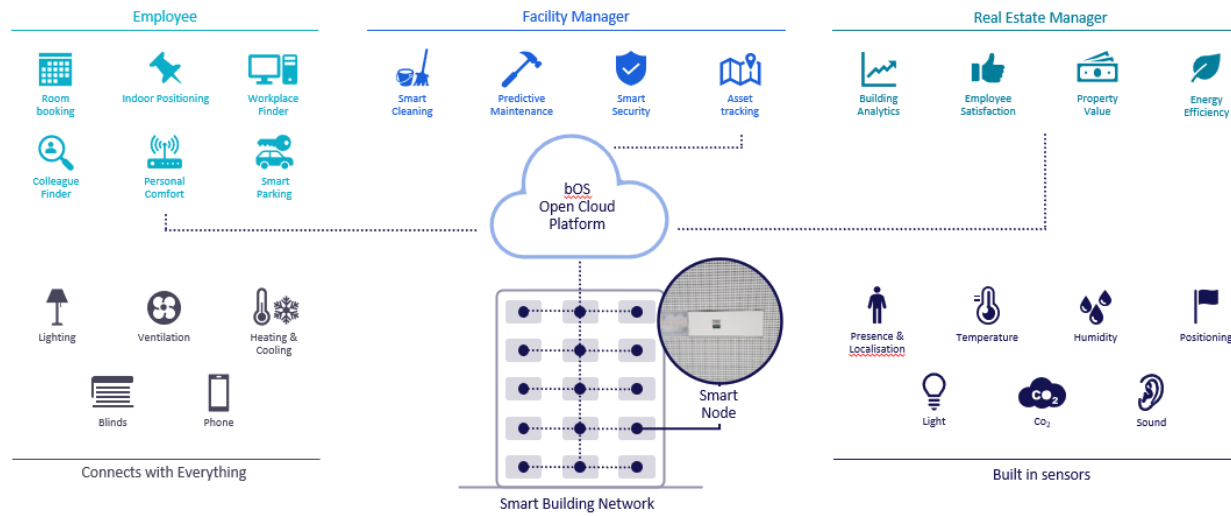 Employee
Facility Manager
Real Estate Manager
Room
booking
Indoor Positioning
Workplace
Finder
Smart
Cleaning
Predictive
Maintenance
Smart
Security
Asset
tracking
Building
Analytics
Employee
Satisfaction
Property
Value
Energy
Efficiency
Colleague
Finder
Personal
Comfort
Smart
Parking
bOS
Open Cloud
Platform
Lighting
Ventilation
Heating &
Cooling
Blinds
Phone
Connects with Everything
Smart
Node
Smart Building Network
Presence &
Localisation
Temperature
Humidity
Positioning
Light
CO2
Co₂
Sound
Built in sensors